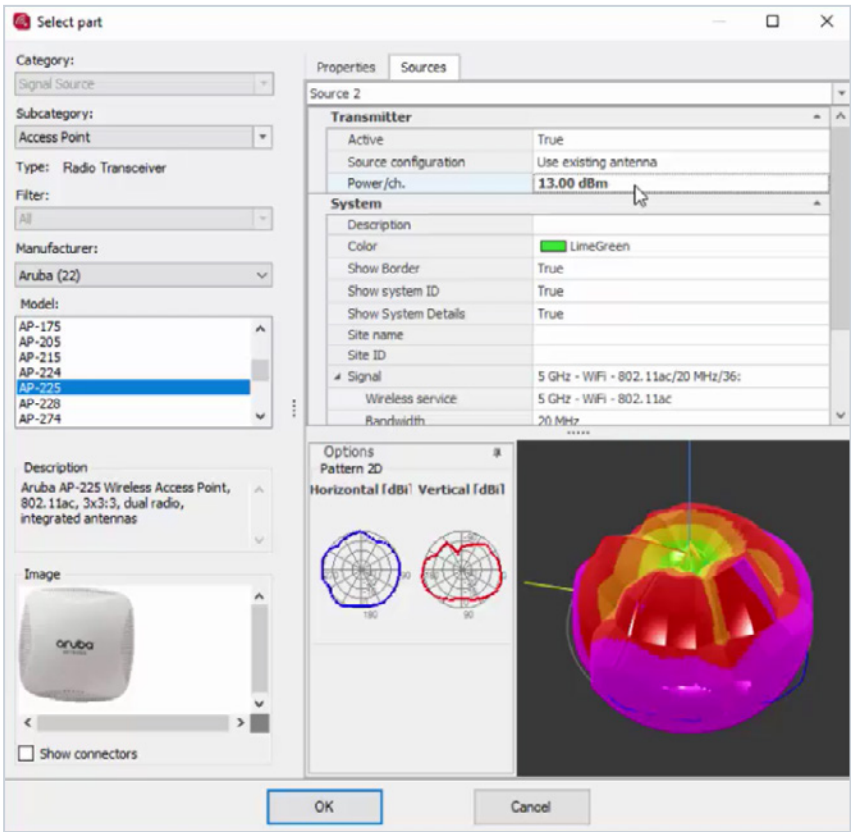 Select part
Category:
Signal Source
Subcategory:
Access Point
Type: Radio Transceiver
Filter:
All
Manufacturer:
Aruba (22)
Model:
AP-175
AP-205
AP-215
AP-224
AP-225
AP-228
AP-274
Description
Aruba AP-225 Wireless Access Point,
802.11ac, 3x3:3, dual radio,
integrated antennas
Image
aruba
Show connectors
Properties Sources
Source 2
Transmitter
Active True
Source configuration Use existing antenna
Power/ch. 13.00 dBm
System
Description
Color LimeGreen
Show Border True
Show system ID True
Show System Details True
Site name
Site ID
Signal 5 GHz - WiFi - 802.11ac/20 MHz/36:
Wireless service 5 GHz - WiFi - 802.11ac
Bandwidth 20 MHz
Options
Pattern 2D
Horizontal [dBi] Vertical [dBi]
90
180
90
OK Cancel